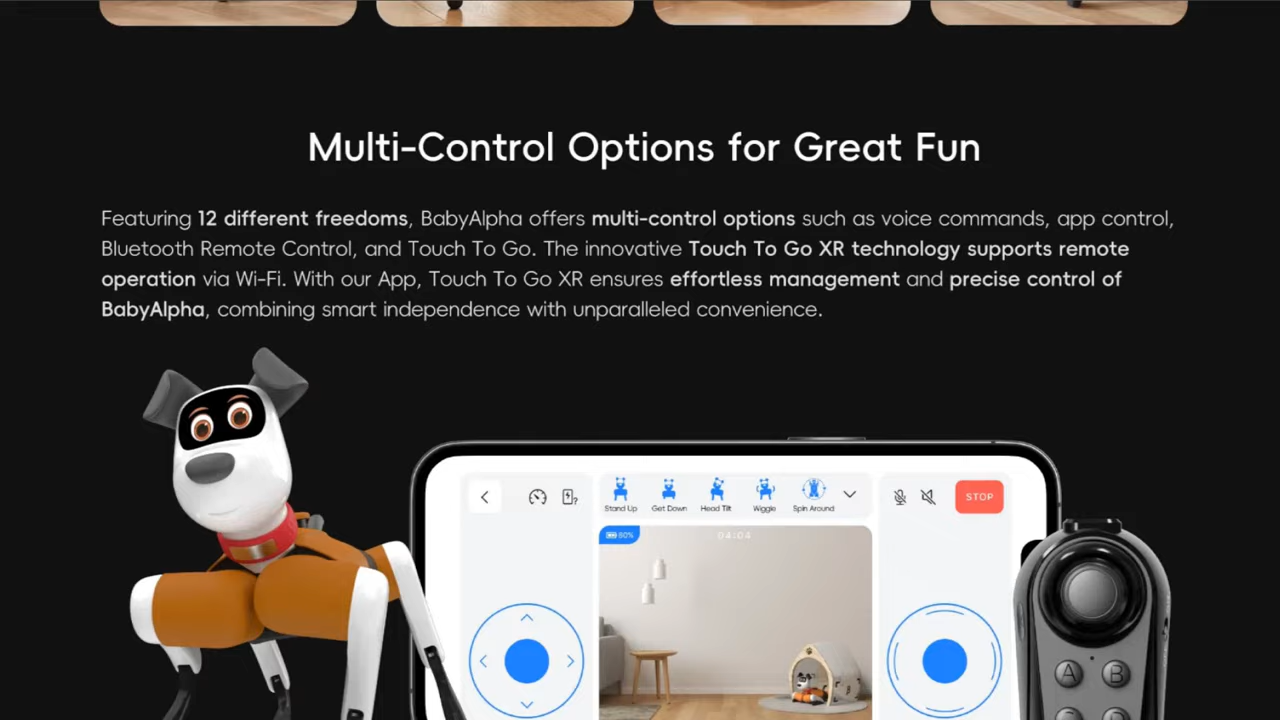 Multi-Control Options for Great Fun
Featuring 12 different freedoms, BabyAlpha offers multi-control options such as voice commands, app control,
Bluetooth Remote Control, and Touch To Go. The innovative Touch To Go XR technology supports remote
operation via Wi-Fi. With our App, Touch To Go XR ensures effortless management and precise control of
BabyAlpha, combining smart independence with unparalleled convenience.
Stand Up Get Down Head Tilt Wiggle Spin Around
STOP
80% 04:04
A B